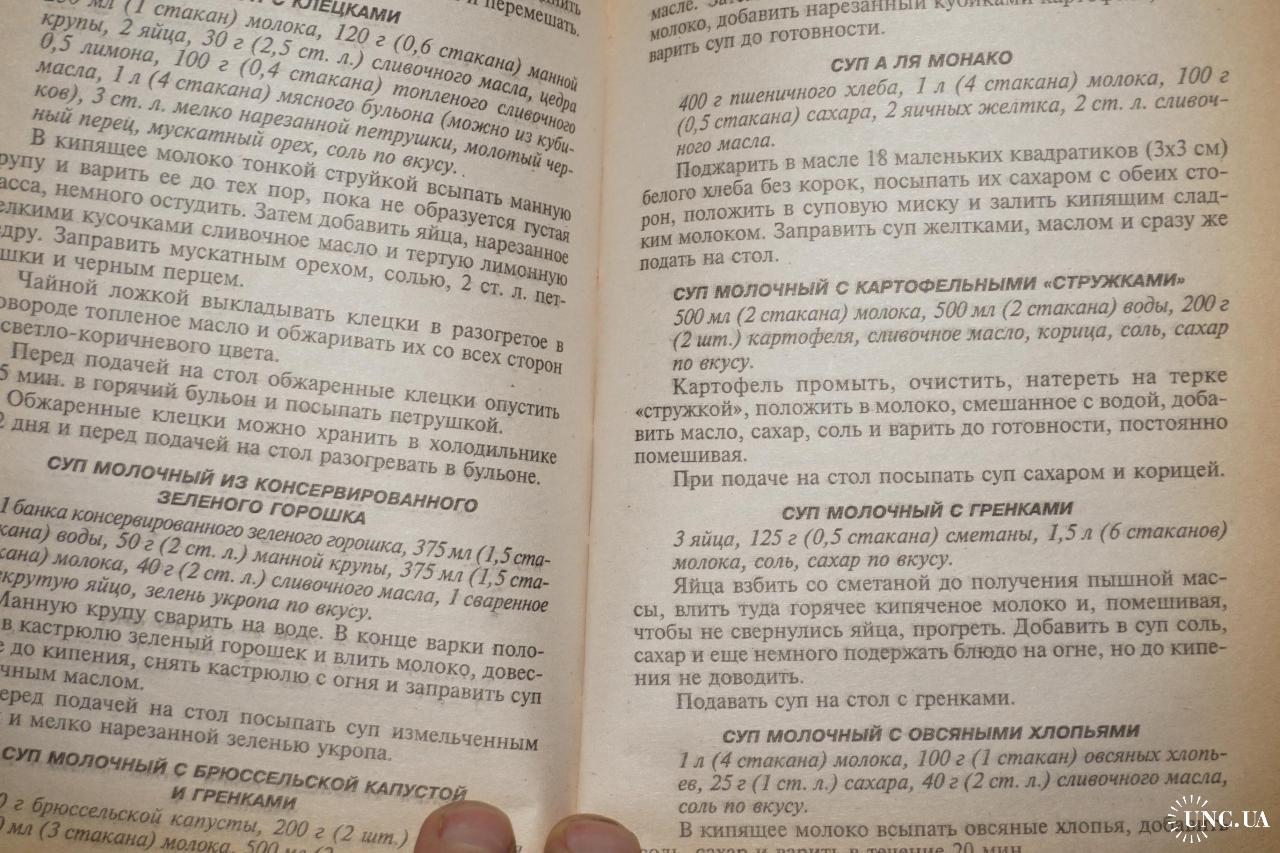 и перемешать.
С КЛЕЦКАМИ
мл (1 стакан) молока, 120 г (0,6 стакана) манной
крупы, 2 яйца, 30 г (2,5 ст. л.) сливочного масла, цедра
0,5 лимона, 100 г (0,4 стакана) топленого сливочного
масла, 1 л (4 стакана) мясного бульона (можно из куби-
ков), 3 ст. л. мелко нарезанной петрушки, молотый чер-
ный перец, мускатный орех, соль по вкусу.
В кипящее молоко тонкой струйкой всыпать манную
рупу и варить ее до тех пор, пока не образуется густая
асса, немного остудить. Затем добавить яйца, нарезанное
елкими кусочками сливочное масло и тертую лимонную
дру. Заправить мускатным орехом, солью, 2 ст. л. пет-
шки и черным перцем.
Чайной ложкой выкладывать клецки в разогретое в
овороде топленое масло и обжаривать их со всех сторон
светло-коричневого цвета.
Перед подачей на стол обжаренные клецки опустить
5 мин. в горячий бульон и посыпать петрушкой.
Обжаренные клецки можно хранить в холодильнике
2 дня и перед подачей на стол разогревать в бульоне.
СУП МОЛОЧНЫЙ ИЗ КОНСЕРВИРОВАННОГО
ЗЕЛЕНОГО ГОРОШКА
1 банка консервированного зеленого горошка, 375 мл (1,5 ста-
кана) воды, 50 г (2 ст. л.) манной крупы, 375 мл (1,5 ста-
кана) молока, 40 г (2 ст. л.) сливочного масла, 1 сваренное
вкрутую яйцо, зелень укропа по вкусу.
Манную крупу сварить на воде. В конце варки поло-
в кастрюлю зеленый горошек и влить молоко, довес-
е до кипения, снять кастрюлю с огня и заправить суп
очным маслом.
еред подачей на стол посыпать суп измельченным
и мелко нарезанной зеленью укропа.
СУП МОЛОЧНЫЙ С БРЮССЕЛЬСКОЙ КАПУСТОЙ
И ГРЕНКАМИ
0 г брюссельской капусты, 200 г (2 шт.)
0 мл (3 стакана) молока, 500 мл (2
масле.
молоко, добавить нарезанный кубиками
варить суп до готовности.
СУП А ЛЯ МОНАКО
400 г пшеничного хлеба, 1 л (4 стакана) молока, 100 г
(0,5 стакана) сахара, 2 яичных желтка, 2 ст. л. сливоч-
ного масла.
Поджарить в масле 18 маленьких квадратиков (3х3 см)
белого хлеба без корок, посыпать их сахаром с обеих сто-
рон, положить в суповую миску и залить кипящим слад-
ким молоком. Заправить суп желтками, маслом и сразу же
подать на стол.
СУП МОЛОЧНЫЙ С КАРТОФЕЛЬНЫМИ «СТРУЖКАМИ»
500 мл (2 стакана) молока, 500 мл (2 стакана) воды, 200 г
(2 шт.) картофеля, сливочное масло, корица, соль, сахар
по вкусу.
Картофель промыть, очистить, натереть на терке
«стружкой», положить в молоко, смешанное с водой, доба-
вить масло, сахар, соль и варить до готовности, постоянно
помешивая.
При подаче на стол посыпать суп сахаром и корицей.
СУП МОЛОЧНЫЙ С ГРЕНКАМИ
3 яйца, 125 г (0,5 стакана) сметаны, 1,5 л (6 стаканов)
молока, соль, сахар по вкусу.
Яйца взбить со сметаной до получения пышной мас-
сы, влить туда горячее кипяченое молоко и, помешивая,
чтобы не свернулись яйца, прогреть. Добавить в суп соль,
сахар и еще немного подержать блюдо на огне, но до кипе-
ния не доводить.
Подавать суп на стол с гренками.
СУП МОЛОЧНЫЙ С ОВСЯНЫМИ ХЛОПЬЯМИ
1 л (4 стакана) молока, 100 г (1 стакан) овсяных хлопь-
ев, 25 г (1 ст. л.) сахара, 40 г (2 ст. л.) сливочного масла,
соль по вкусу.
В кипящее молоко всыпать овсяные хлопья, добавить
соль, сахар и варить в течение 20 мин.
UNC.UA